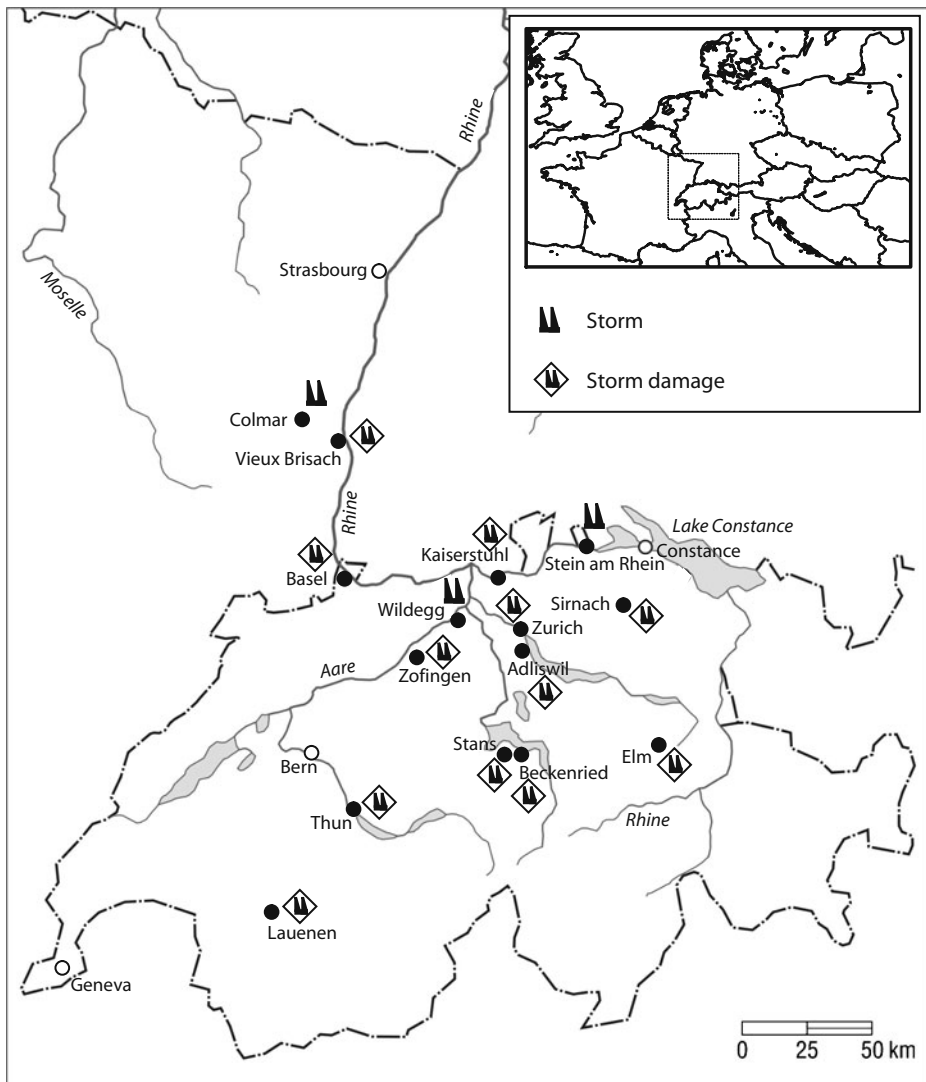 Rhine
Strasbourg
Moselle
Storm
Storm damage
Colmar
Vieux Brisach
Rhine
Lake Constance
Kaiserstuhl
Constance
Stein am Rhein
Basel
Wildegg
Sirnach
Zurich
Aare
Zofingen
Adliswil
Stans
Bern
Beckenried
Elm
Thun
Rhine
Lauenen
Geneva
0 25 50 km